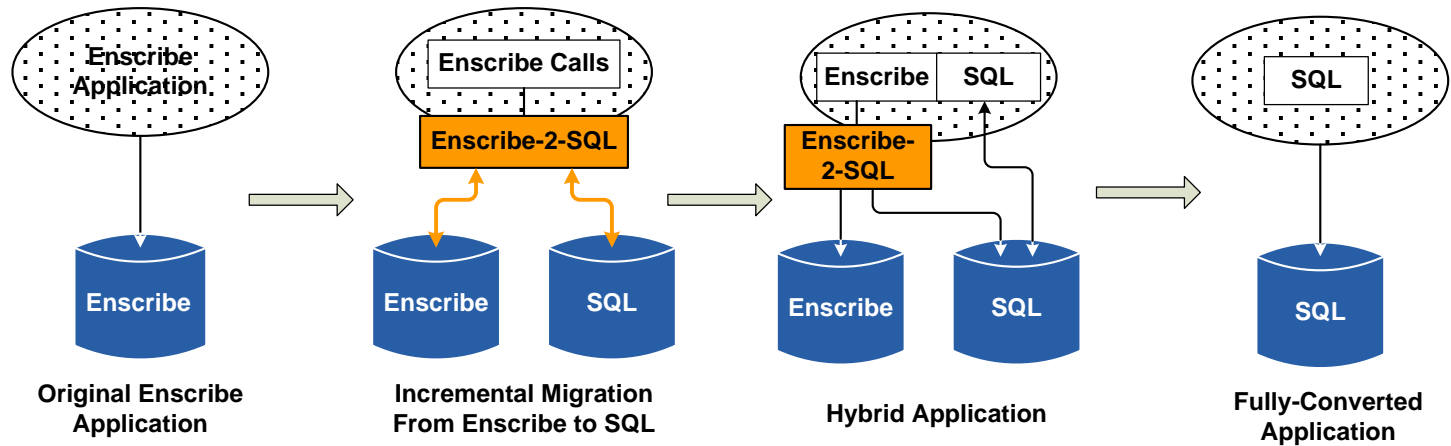 Enscribe
Application
Enscribe
Original Enscribe
Application
Enscribe Calls
Enscribe-2-SQL
Enscribe
SQL
Incremental Migration
From Enscribe to SQL
Enscribe
SQL
Enscribe-
2-SQL
Enscribe
SQL
Hybrid Application
SQL
SQL
Fully-Converted
Application